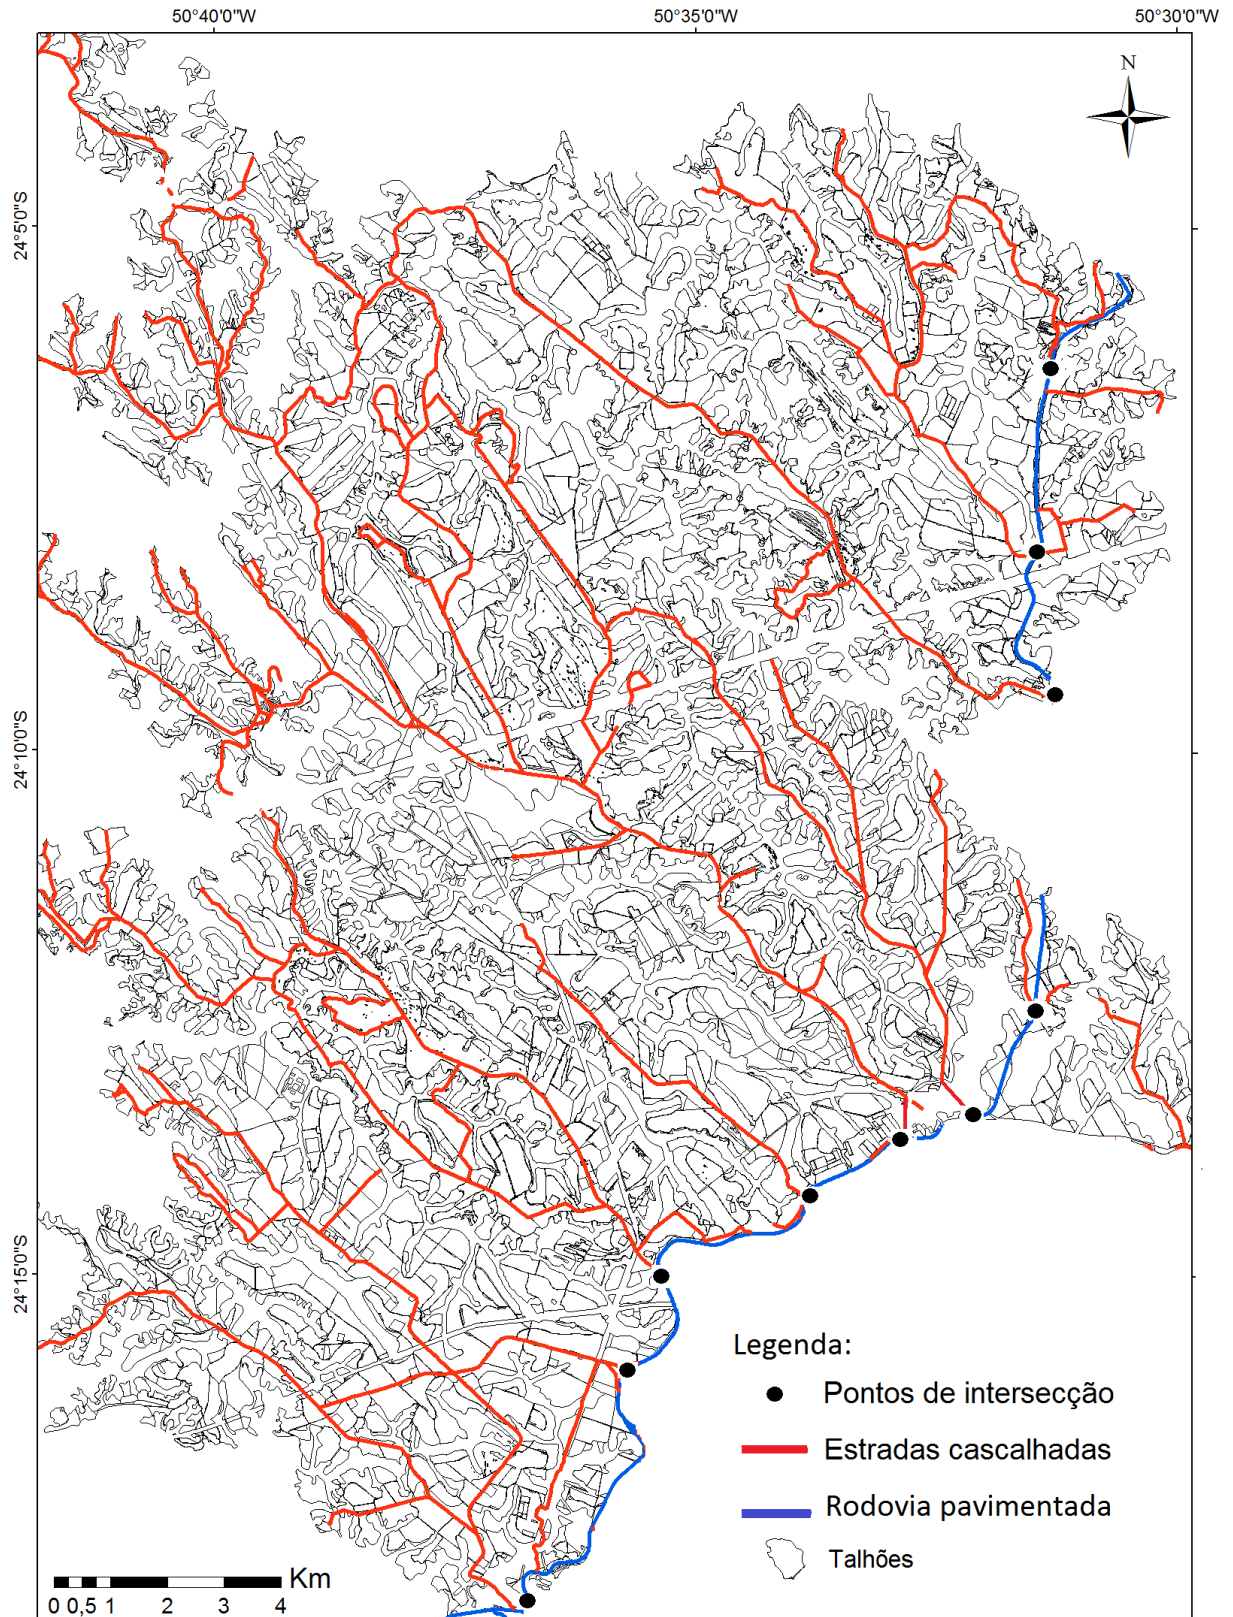 50°40'0"W 50°35'0"W 50°30'0"W
N
24°5'0"S
24°10'0"S
24°15'0"S
Legenda:
Pontos de intersecção
Estradas cascalhadas
Rodovia pavimentada
Talhões
Km
0 0,5 1 2 3 4